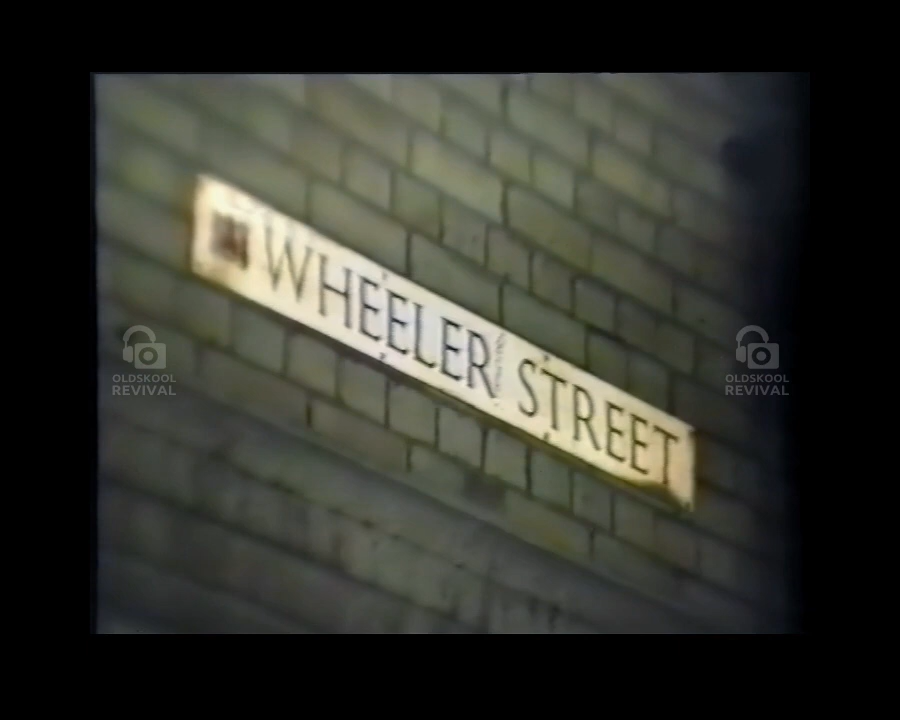 WHEELER STREET
OLDSKOOL
REVIVAL
OLDSKOOL
REVIVAL